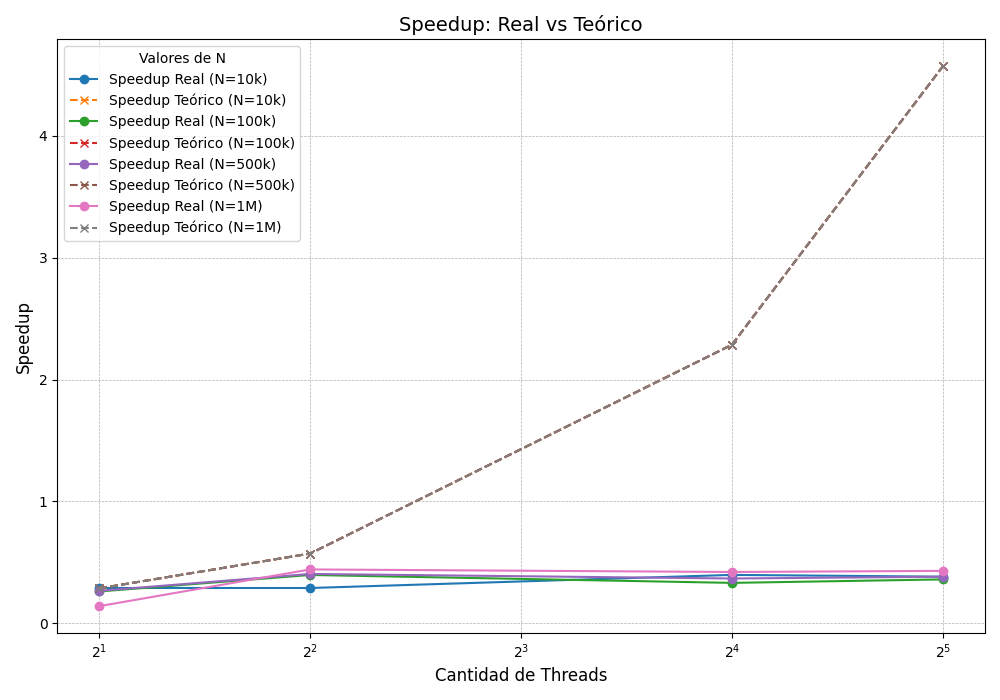 Speedup: Real vs Teórico
Valores de N
Speedup Real (N=10k)
Speedup Teórico (N=10k)
Speedup Real (N=100k)
Speedup Teórico (N=100k)
Speedup Real (N=500k)
Speedup Teórico (N=500k)
Speedup Real (N=1M)
Speedup Teórico (N=1M)
Speedup
4
3
2
1
0
2¹ 2² 2³ 2⁴ 2⁵
Cantidad de Threads